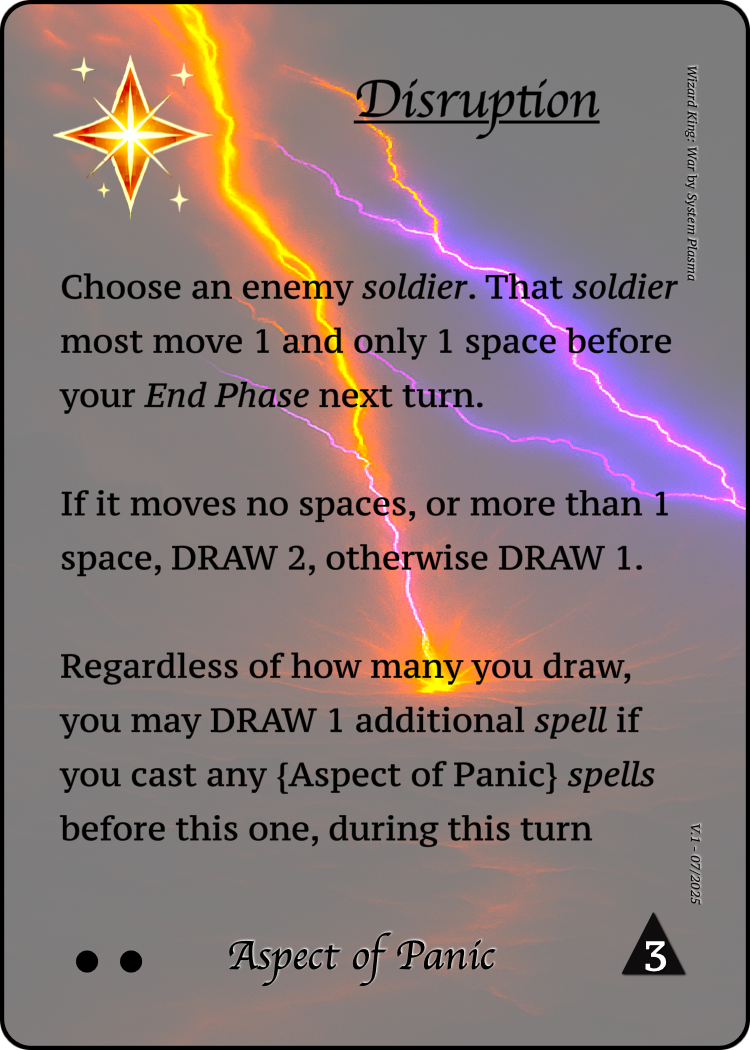 Disruption
Wizard King: War by System Plasma
Choose an enemy soldier. That soldier
most move 1 and only 1 space before
your End Phase next turn.
If it moves no spaces, or more than 1
space, DRAW 2, otherwise DRAW 1.
Regardless of how many you draw,
you may DRAW 1 additional spell if
you cast any {Aspect of Panic} spells
before this one, during this turn
V.1 - 07/2025
Aspect of Panic
3